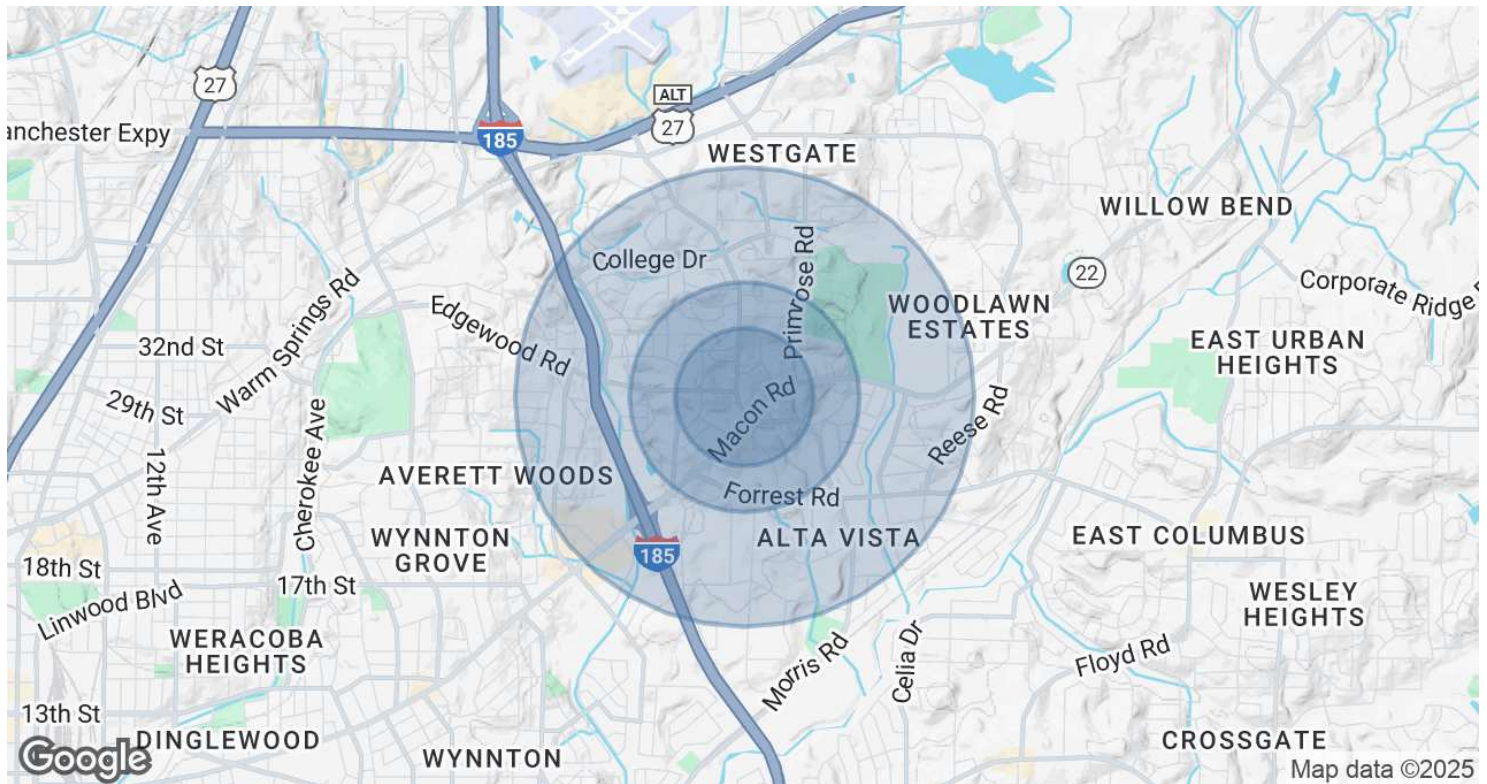 27
ALT
27
anchester Expy
185
WESTGATE
WILLOW BEND
College Dr
Primrose Rd
22
Corporate Ridge
Warm Springs Rd
Edgewood Rd
WOODLAWN
ESTATES
32nd St
EAST URBAN
HEIGHTS
29th St
Macon Rd
Reese Rd
12th Ave
Cherokee Ave
AVERETT WOODS
Forrest Rd
WYNNTON
GROVE
185
ALTA VISTA
EAST COLUMBUS
18th St
17th St
Linwood Blvd
WESLEY
HEIGHTS
WERACOBA
HEIGHTS
Morris Rd
Celia Dr
Floyd Rd
13th St
DINGLEWOOD
WYNNTON
CROSSGATE
Google
Map data ©2025